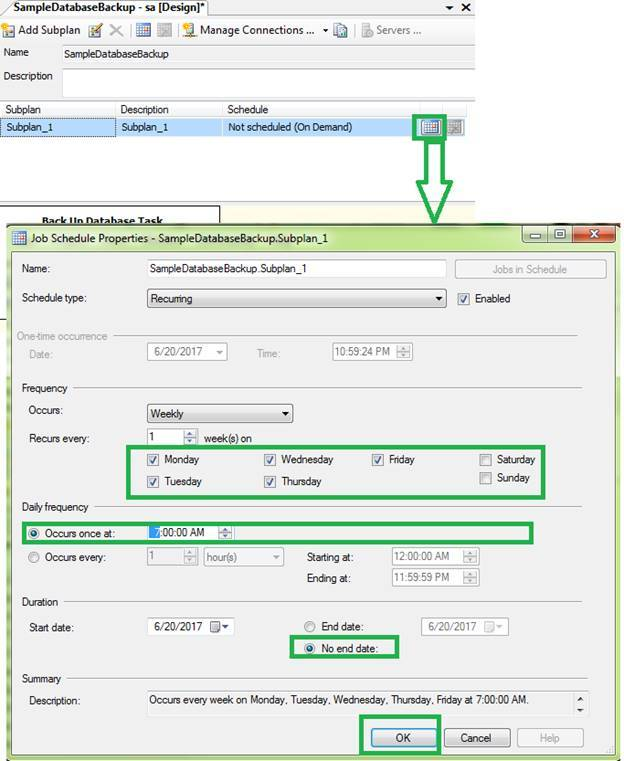 SampleDatabaseBackup - sa [Design]*
Add Subplan Manage Connections ... Servers ...
Name SampleDatabaseBackup
Description
Subplan Description Schedule
Subplan_1 Subplan_1 Not scheduled (On Demand)
Back Up Database Task
Job Schedule Properties - SampleDatabaseBackup.Subplan_1
Name: SampleDatabaseBackup.Subplan_1 Jobs in Schedule
Schedule type: Recurring Enabled
One-time occurrence
Date: 6/20/2017 Time: 10:59:24 PM
Frequency
Occurs: Weekly
Recurs every: 1 week(s) on
Monday Wednesday Friday Saturday
Tuesday Thursday Sunday
Daily frequency
Occurs once at: 7:00:00 AM
Occurs every: 1 hour(s) Starting at: 12:00:00 AM
Ending at: 11:59:59 PM
Duration
Start date: 6/20/2017 End date: 6/20/2017
No end date:
Summary
Description: Occurs every week on Monday, Tuesday, Wednesday, Thursday, Friday at 7:00:00 AM.
OK Cancel Help